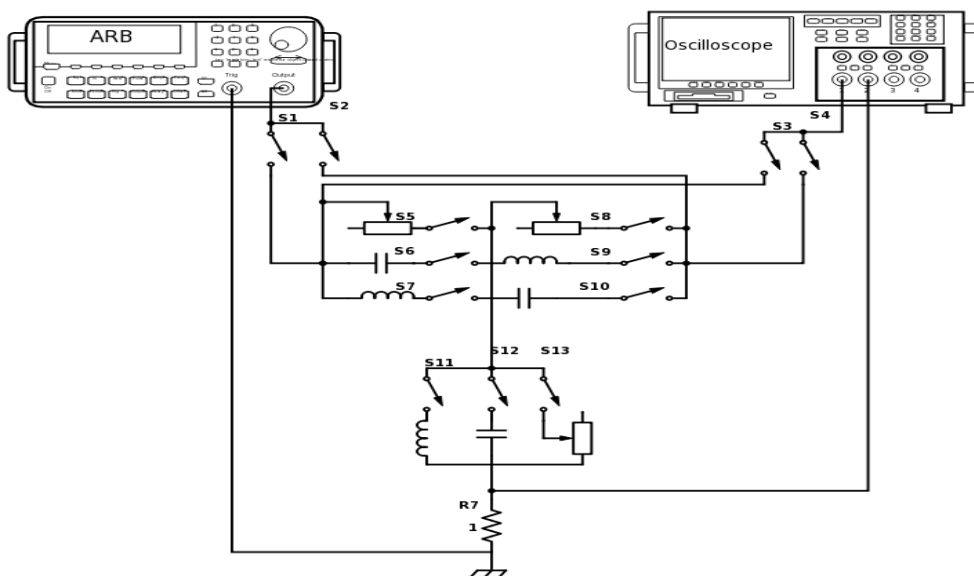 ARB
Oscilloscope
Trig
Output
1 2 3 4
S2
S1
S4
S3
S5
S8
S6
S9
S7
S10
S12
S13
S11
R7
1